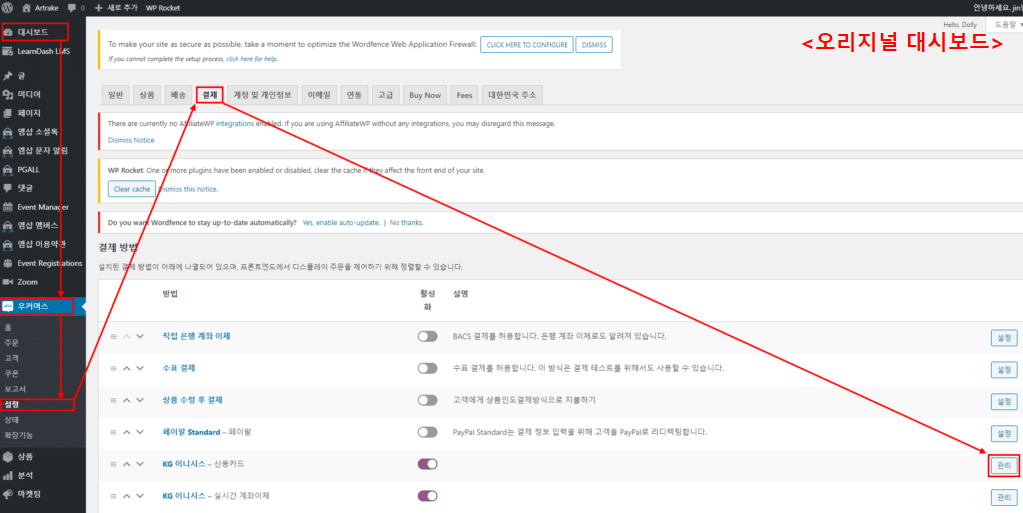 Artrake 0 + 새로 추가 WP Rocket
안녕하세요, jin님
대시보드
LearnDash LMS
글
미디어
페이지
엠샵 소셜톡
엠샵 문자 알림
PGALL
댓글
Event Manager
엠샵 멤버스
엠샵 이용약관
Event Registrations
Zoom
우커머스
홈
주문
고객
쿠폰
보고서
설정
상태
확장기능
상품
분석
마켓팅
Hello, Dolly
도움말 ▼
<오리지널 대시보드>
To make your site as secure as possible, take a moment to optimize the Wordfence Web Application Firewall: CLICK HERE TO CONFIGURE DISMISS
If you cannot complete the setup process, click here for help.
일반 상품 배송 결제 계정 및 개인정보 이메일 연동 고급 Buy Now Fees 대한민국 주소
There are currently no AffiliateWP integrations enabled. If you are using AffiliateWP without any integrations, you may disregard this message.
Dismiss Notice
WP Rocket: One or more plugins have been enabled or disabled, clear the cache if they affect the front end of your site.
Clear cache Dismiss this notice.
Do you want Wordfence to stay up-to-date automatically? Yes, enable auto-update. | No thanks.
결제 방법
설치된 결제 방법이 아래에 나열되어 있으며, 프론트엔드에서 디스플레이 주문을 제어하기 위해 정렬할 수 있습니다.
방법 활성화 설명
직접 은행 계좌 이체 BACS 결제를 허용합니다. 은행 계좌 이체로도 알려져 있습니다. 설정
수표 결제 수표 결제를 허용합니다. 이 방식은 결제 테스트를 위해서도 사용할 수 있습니다. 설정
상품 수령 후 결제 고객에게 상품인도결제방식으로 지불하기 설정
페이팔 Standard – 페이팔 PayPal Standard는 결제 정보 입력을 위해 고객을 PayPal로 리디렉팅합니다. 설정
KG 이니시스 – 신용카드 관리
KG 이니시스 – 실시간 계좌이체 관리